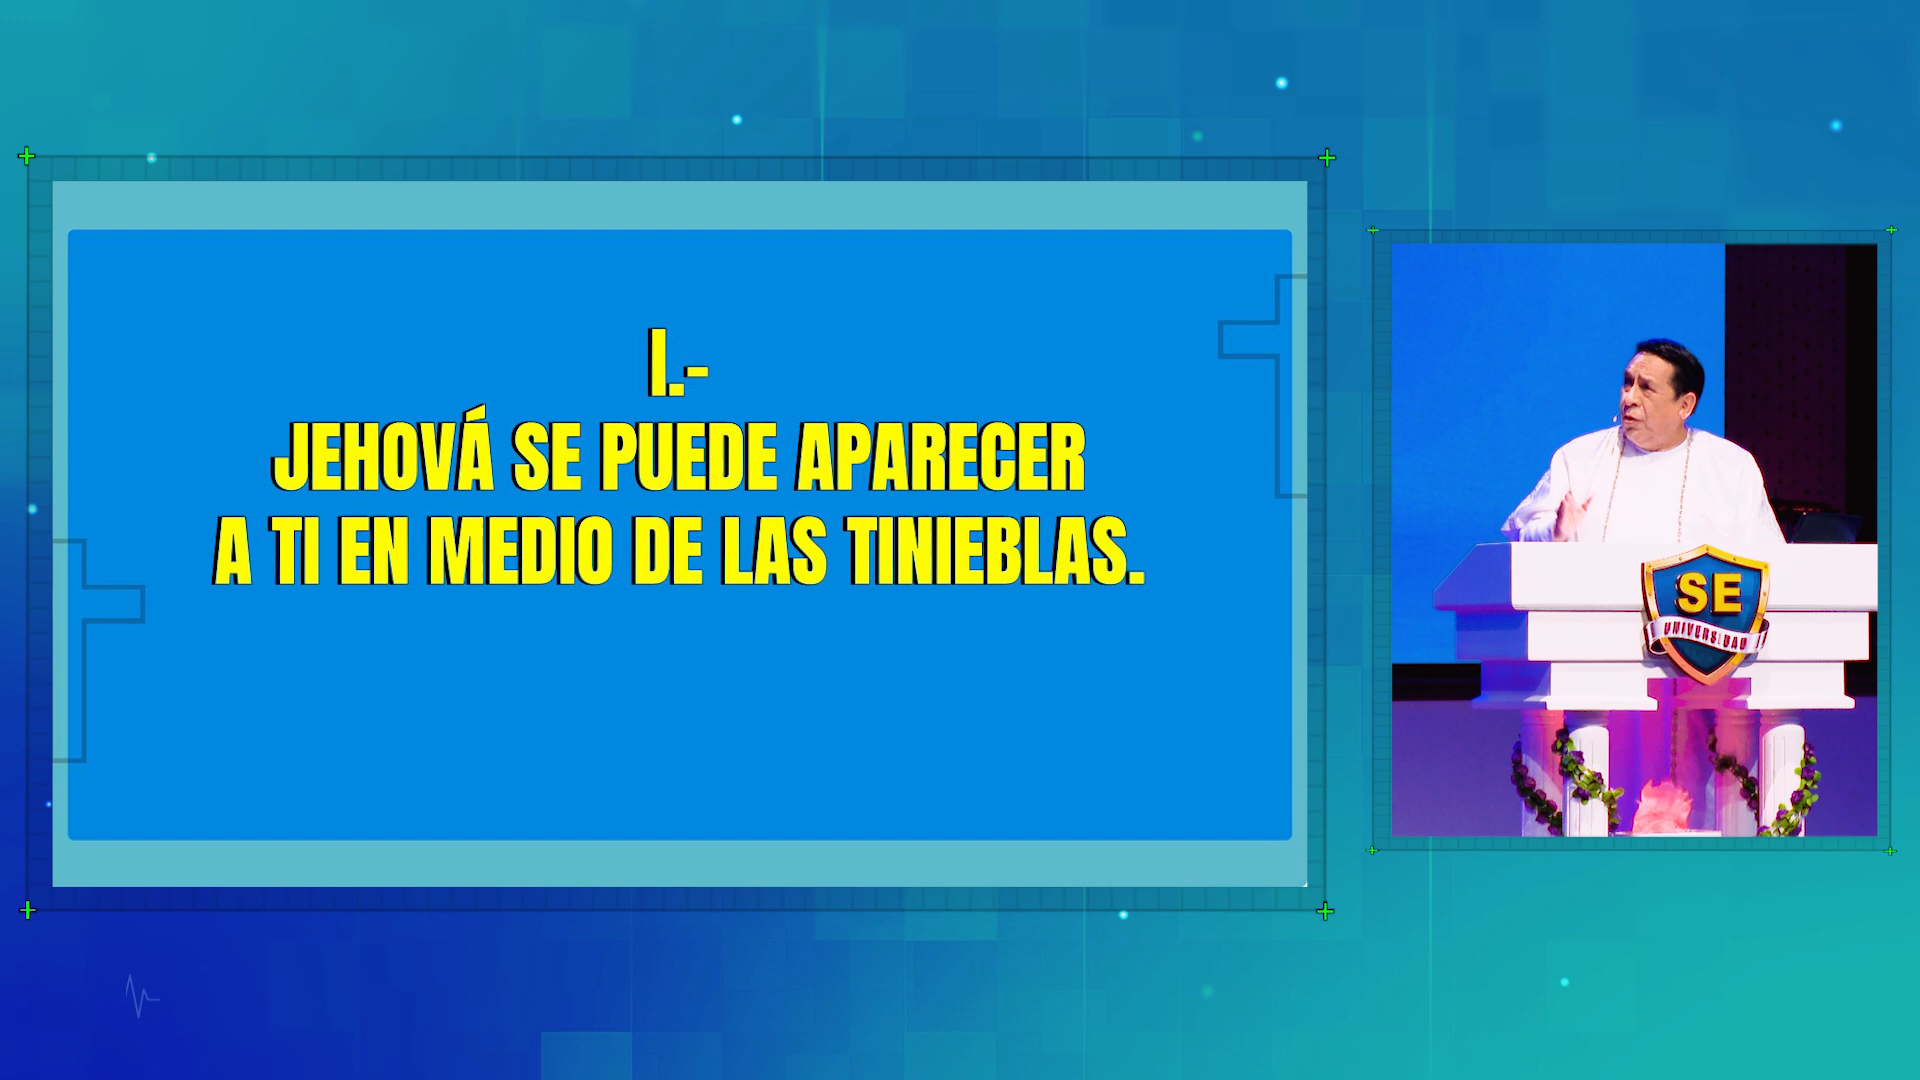 I.-
JEHOVÁ SE PUEDE APARECER
A TI EN MEDIO DE LAS TINIEBLAS.
SE
UNIVERSIDAD